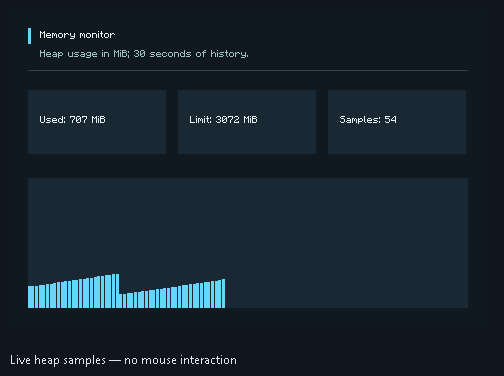 Memory monitor
Heap usage in MiB; 30 seconds of history.
Used: 707 MiB
Limit: 3072 MiB
Samples: 54
Live heap samples — no mouse interaction